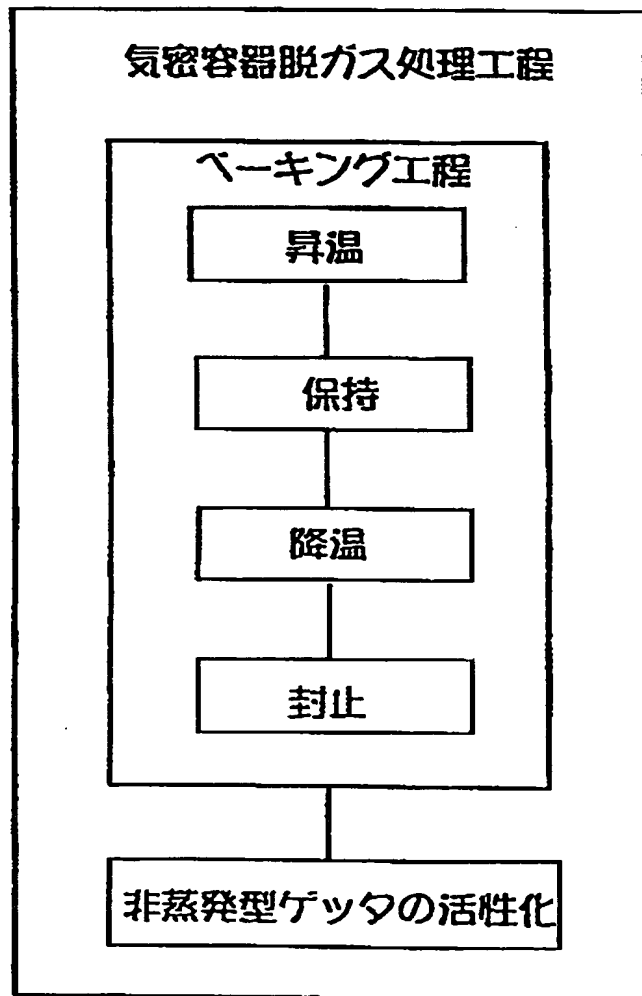 気密容器脱ガス処理工程
ベーキング工程
昇温
保持
降温
封止
非蒸発型ゲッタの活性化